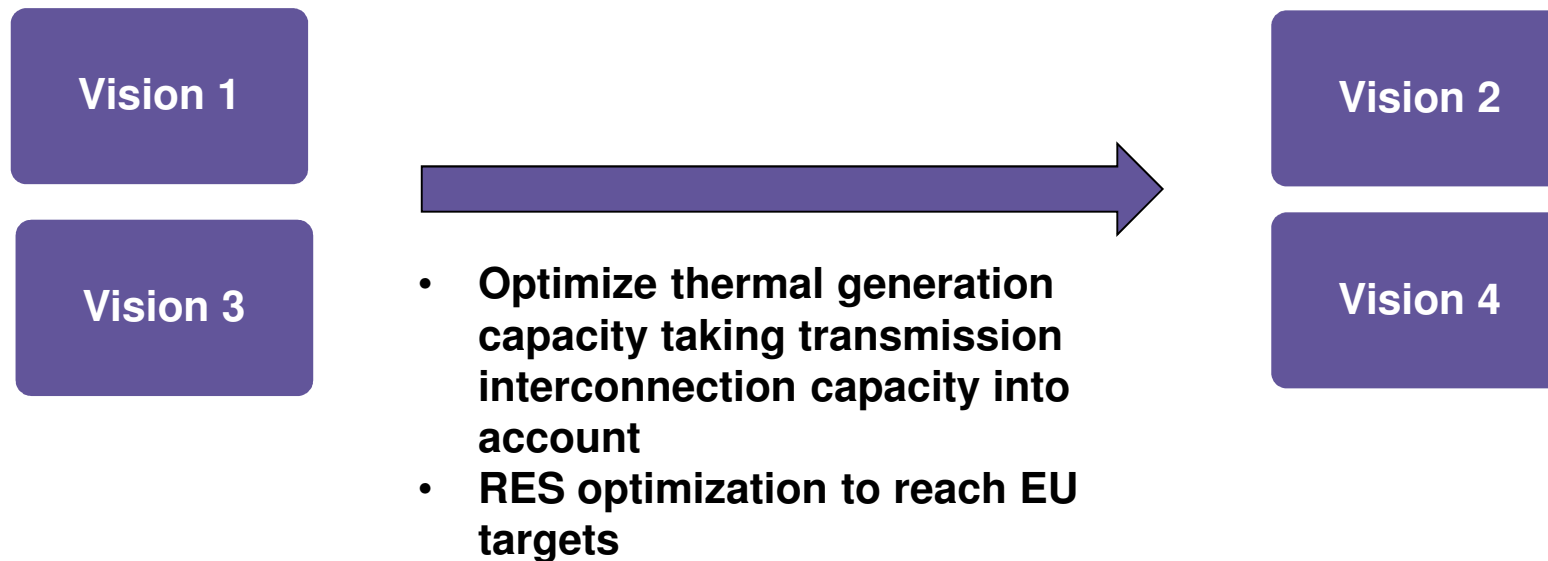 Vision 1
Vision 2
Vision 3
Vision 4
• Optimize thermal generation
capacity taking transmission
interconnection capacity into
account
• RES optimization to reach EU
targets